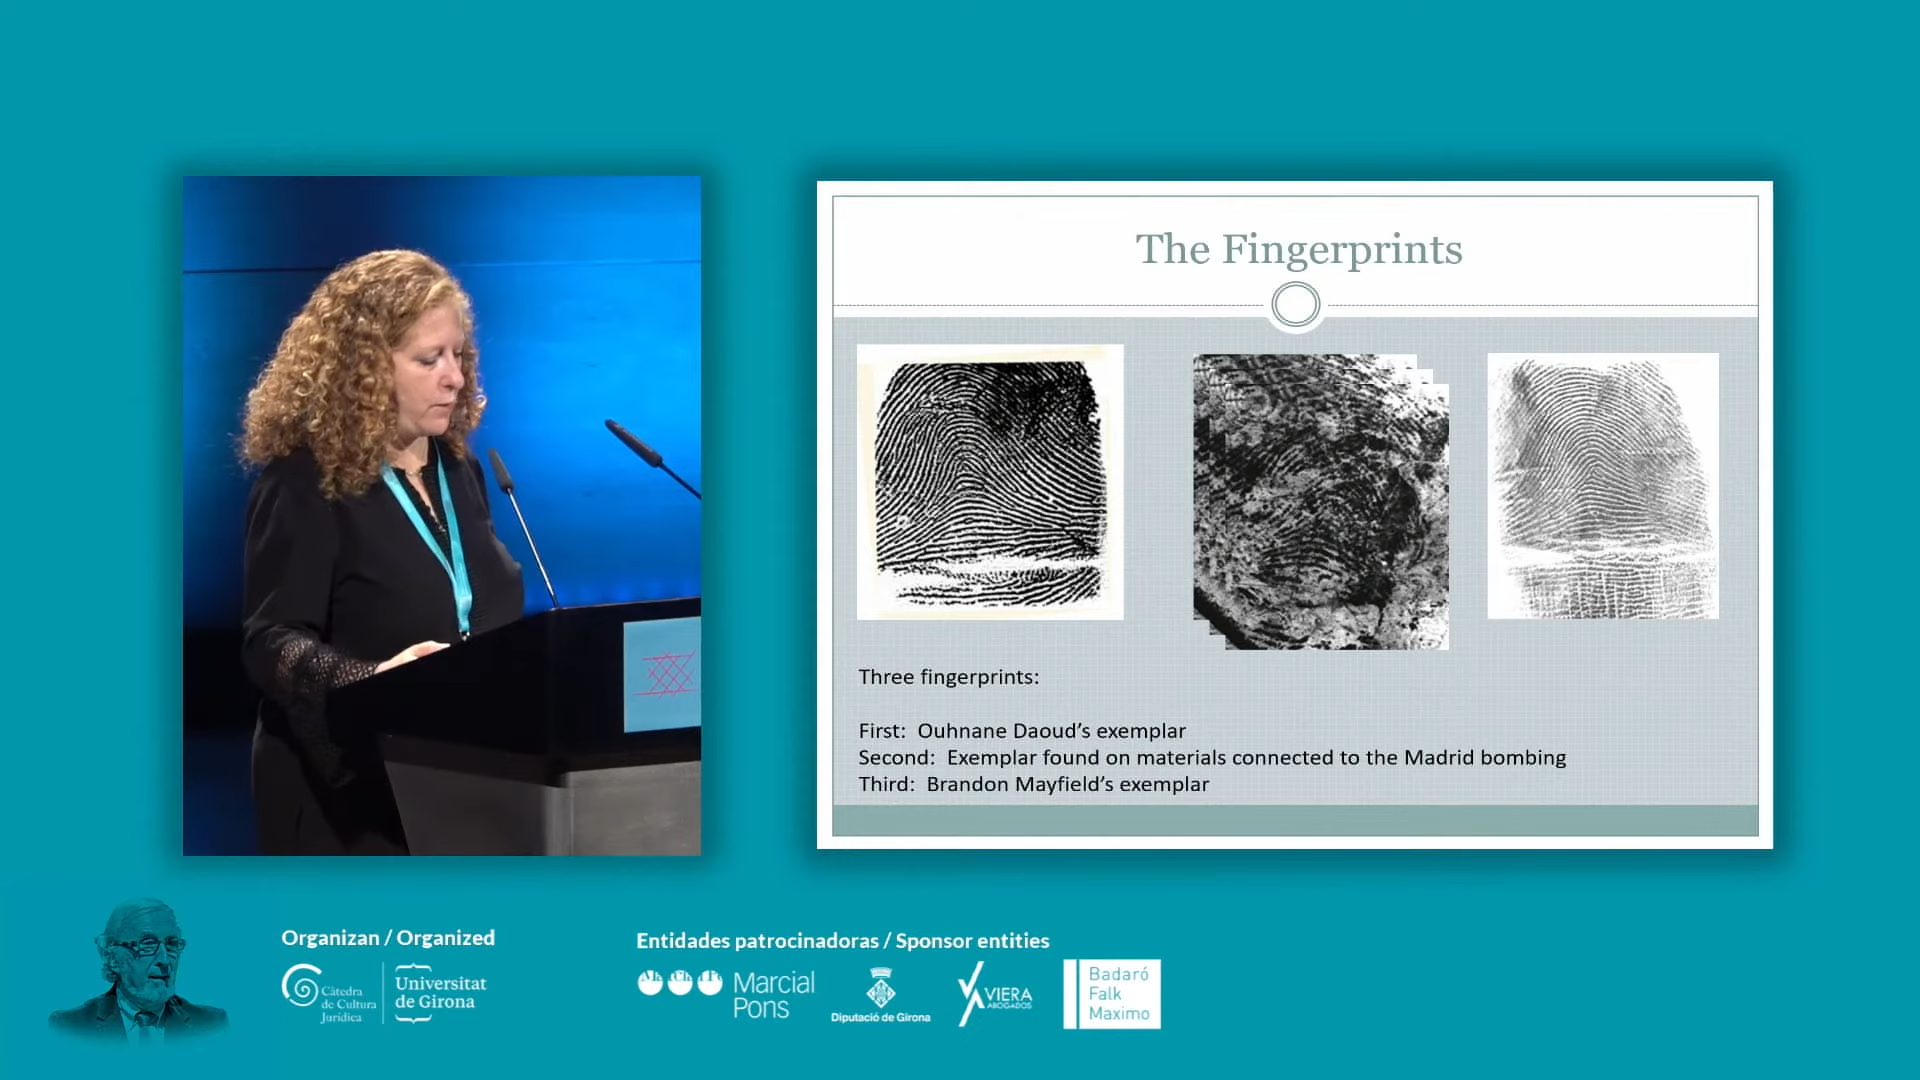 The Fingerprints
Three fingerprints:
First: Ouhnane Daoud's exemplar
Second: Exemplar found on materials connected to the Madrid bombing
Third: Brandon Mayfield's exemplar
Organizan / Organized
Càtedra
de Cultura
Jurídica
Universitat
de Girona
Entidades patrocinadoras / Sponsor entities
Marcial
Pons
Diputació de Girona
VIERA
ABOGADOS
Badaró
Falk
Maximo